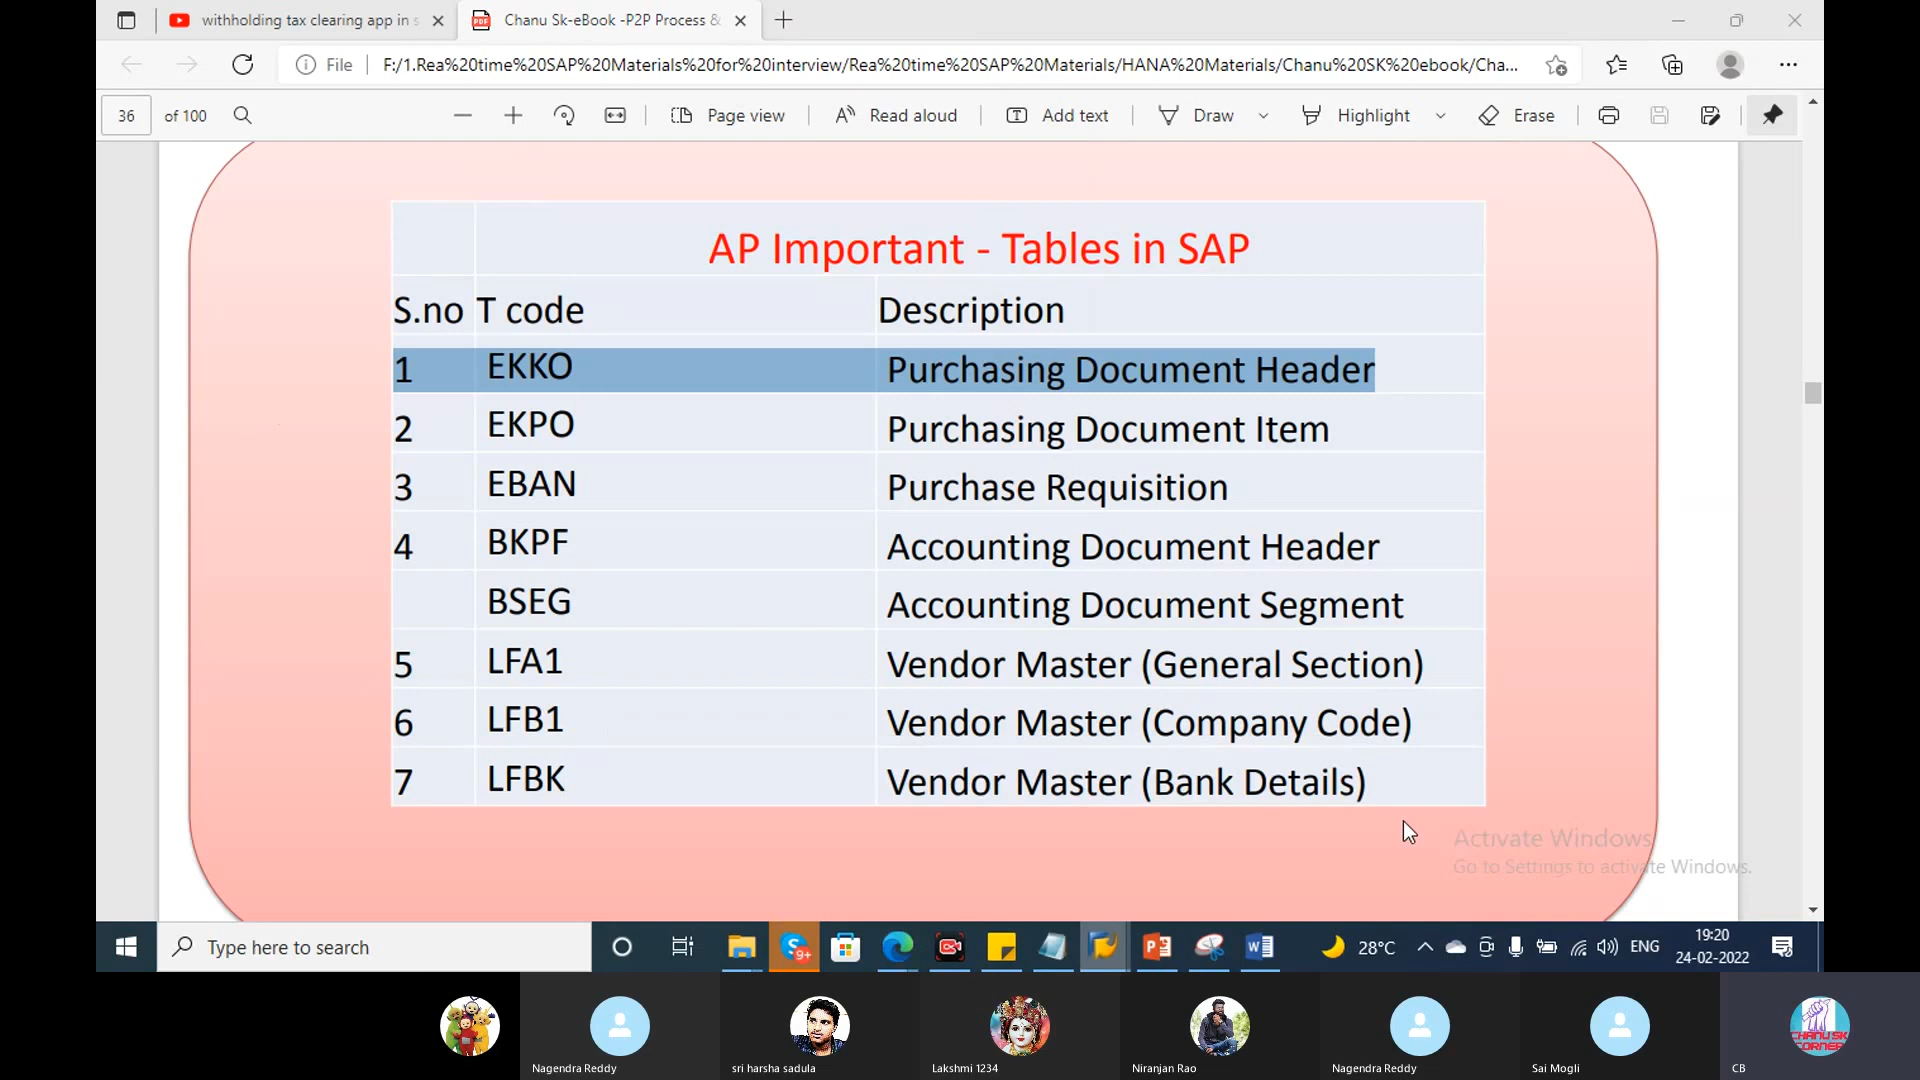 withholding tax clearing app in s
Chanu Sk-eBook -P2P Process &
File
F:/1.Rea%20time%20SAP%20Materials%20for%20interview/Rea%20time%20SAP%20Materials/HANA%20Materials/Chanu%20SK%20ebook/Cha...
36 of 100
Page view
Read aloud
Add text
Draw
Highlight
Erase
AP Important - Tables in SAP
S.no T code Description
1 EKKO Purchasing Document Header
2 EKPO Purchasing Document Item
3 EBAN Purchase Requisition
4 BKPF Accounting Document Header
BSEG Accounting Document Segment
5 LFA1 Vendor Master (General Section)
6 LFB1 Vendor Master (Company Code)
7 LFBK Vendor Master (Bank Details)
Activate Windows
Go to Settings to activate Windows.
Type here to search
9+
28°C
ENG
19:20
24-02-2022
Nagendra Reddy
sri harsha sadula
Lakshmi 1234
Niranjan Rao
Nagendra Reddy
Sai Mogli
CHANU SK
CORNER
CB